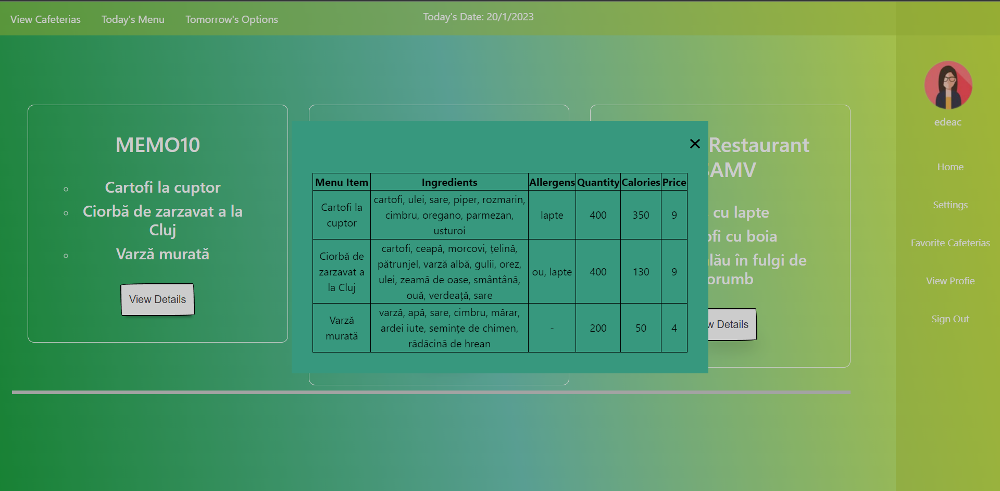 View Cafeterias Today's Menu Tomorrow's Options Today's Date: 20/1/2023
edeac
Home
Settings
Favorite Cafeterias
View Profie
Sign Out
MEMO10
Cartofi la cuptor
Ciorbă de zarzavat a la
Cluj
Varză murată
View Details
×
Menu Item Ingredients Allergens Quantity Calories Price
Cartofi la
cuptor
cartofi, ulei, sare, piper, rozmarin,
cimbru, oregano, parmezan,
usturoi
lapte
400
350
9
Ciorbă de
zarzavat a
la Cluj
cartofi, ceapă, morcovi, țelină,
pătrunjel, varză albă, gulii, orez,
ulei, zeamă de oase, smântână,
ouă, verdeață, sare
ou, lapte
400
130
9
Varză
murată
varză, apă, sare, cimbru, mărar,
ardei iute, semințe de chimen,
rădăcină de hrean
-
200
50
4
Restaurant
AMV
cu lapte
cu boia
în fulgi de
Details